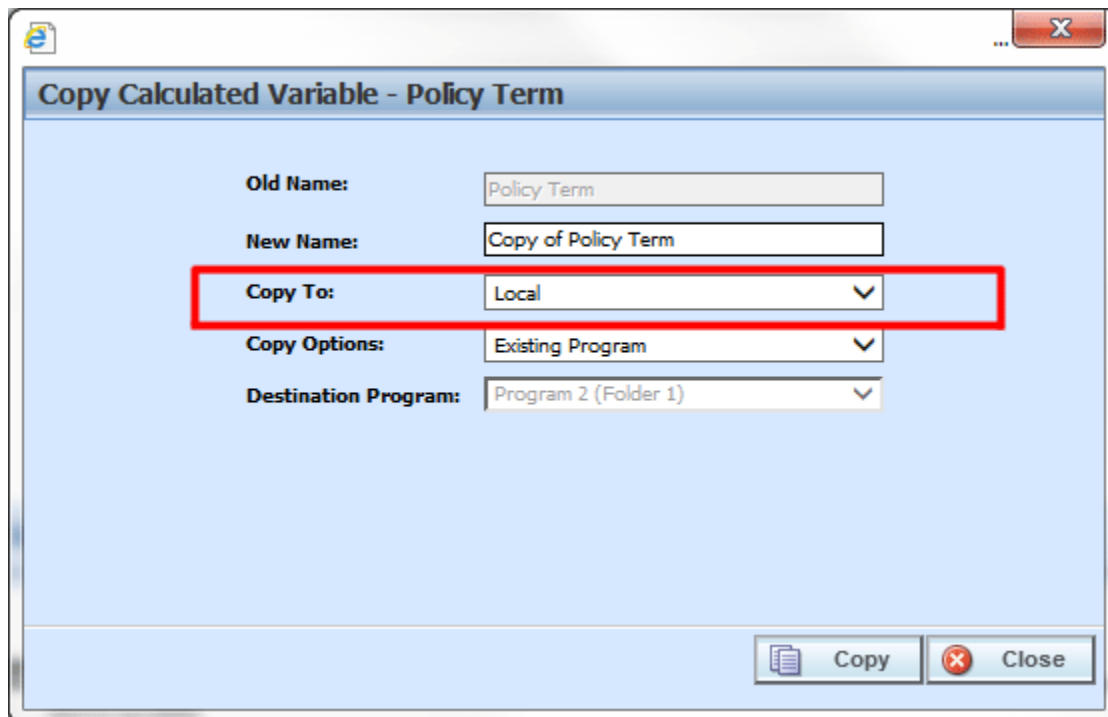 ...
Copy Calculated Variable - Policy Term
Old Name: Policy Term
New Name: Copy of Policy Term
Copy To: Local
Copy Options: Existing Program
Destination Program: Program 2 (Folder 1)
Copy Close